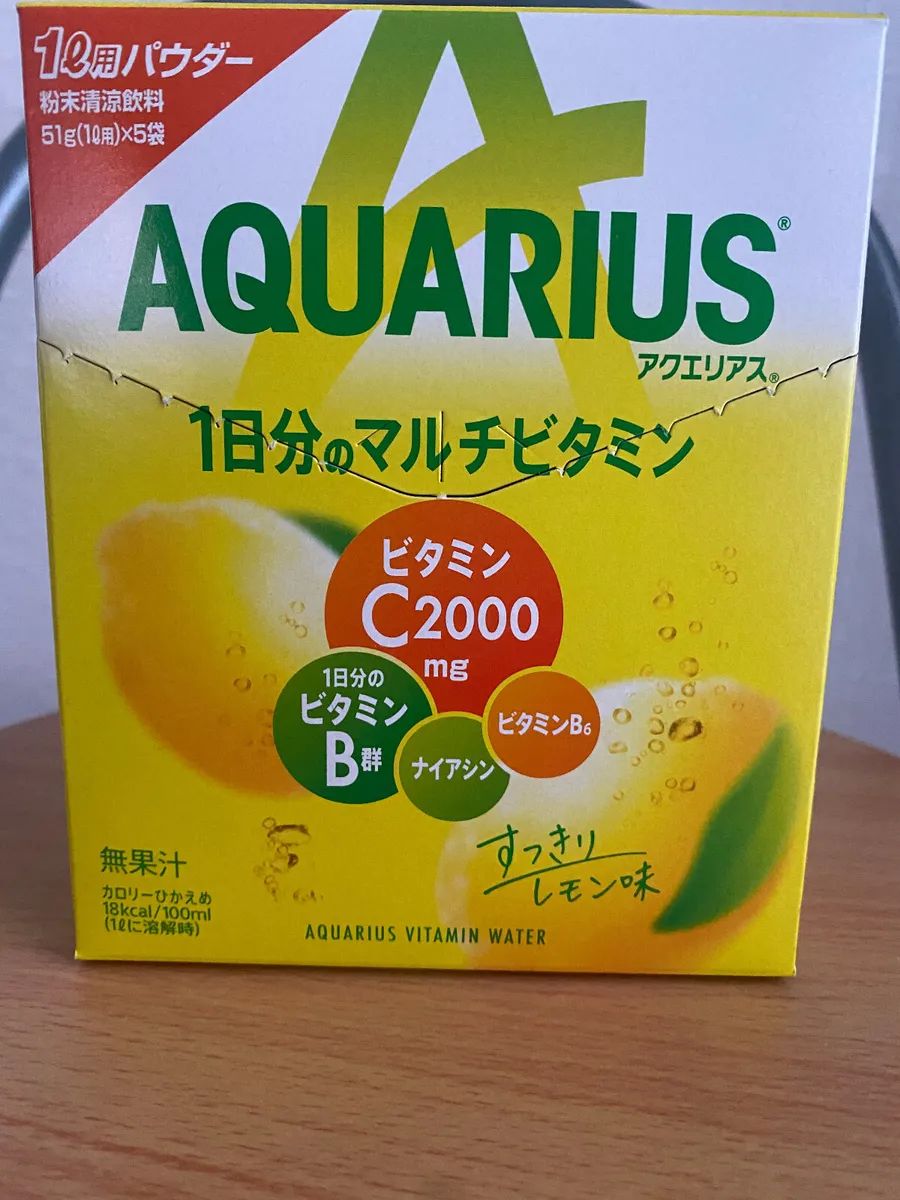 1ℓ用パウダー
粉末清涼飲料
51g(1ℓ用)×5袋
AQUARIUS®
アクエリアス®
1日分のマルチビタミン
ビタミン
C2000
mg
1日分の
ビタミン
B群
ナイアシン
ビタミンB₆
すっきり
レモン味
無果汁
カロリーひかえめ
18kcal/100ml
(1ℓに溶解時)
AQUARIUS VITAMIN WATER